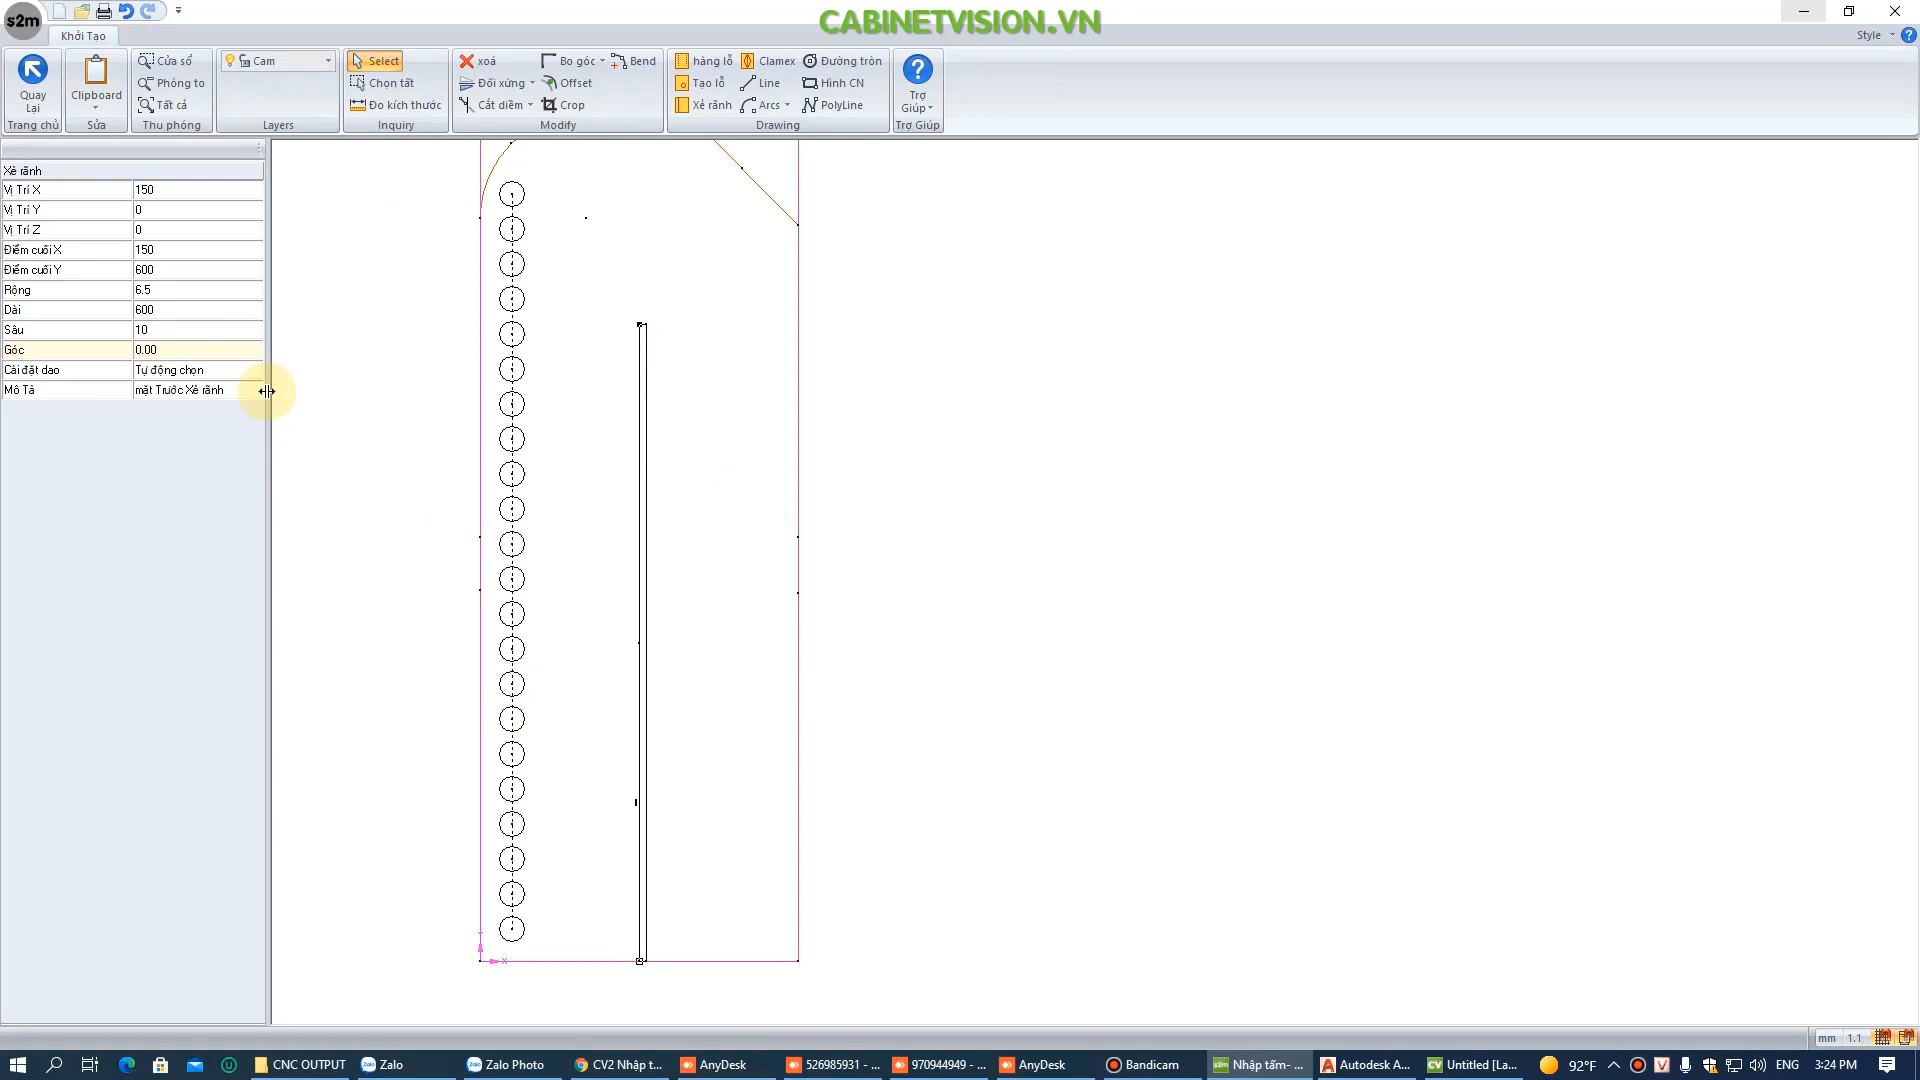 s2m
CABINETVISION.VN
Khởi Tạo
Style
Quay Lại
Trang chủ
Clipboard
Sửa
Cửa sổ
Phóng to
Tất cả
Thu phóng
Cam
Layers
Select
Chọn tất
Đo kích thước
Inquiry
xoá
Đối xứng
Cắt diềm
Bo góc
Offset
Crop
Bend
Modify
hàng lỗ
Tạo lỗ
Xẻ rãnh
Clamex
Line
Arcs
Đường tròn
Hình CN
PolyLine
Drawing
Trợ Giúp
Trợ Giúp
Xẻ rãnh
Vị Trí X 150
Vị Trí Y 0
Vị Trí Z 0
Điểm cuối X 150
Điểm cuối Y 600
Rộng 6.5
Dài 600
Sâu 10
Góc 0.00
Cài đặt dao Tự động chọn
Mô Tả mặt Trước Xẻ rãnh
X
mm 1.1
CNC OUTPUT
Zalo
Zalo Photo
CV2 Nhập t...
AnyDesk
526985931 - ...
970944949 - ...
AnyDesk
Bandicam
Nhập tấm- ...
Autodesk A...
Untitled [La...
92°F
ENG
3:24 PM